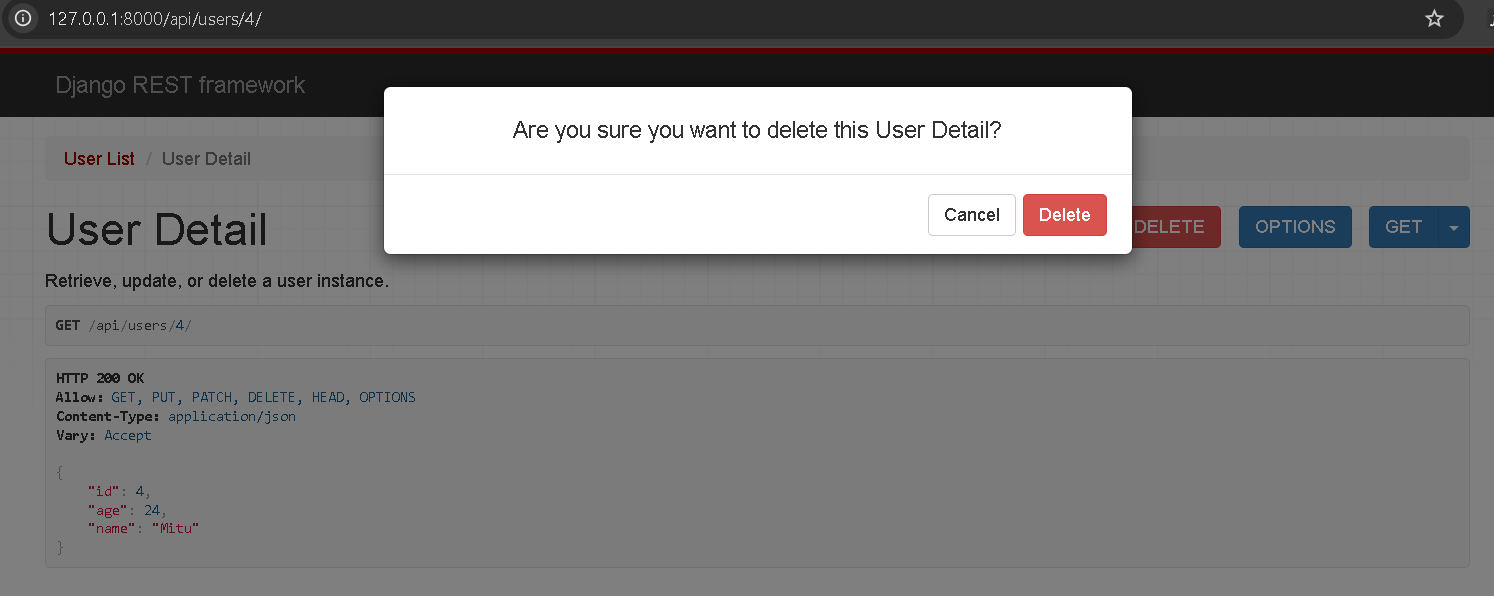 127.0.0.1:8000/api/users/4/
Django REST framework
Are you sure you want to delete this User Detail?
Cancel Delete
User List / User Detail
User Detail
DELETE OPTIONS GET
Retrieve, update, or delete a user instance.
GET /api/users/4/
HTTP 200 OK
Allow: GET, PUT, PATCH, DELETE, HEAD, OPTIONS
Content-Type: application/json
Vary: Accept
{
    "id": 4,
    "age": 24,
    "name": "Mitu"
}